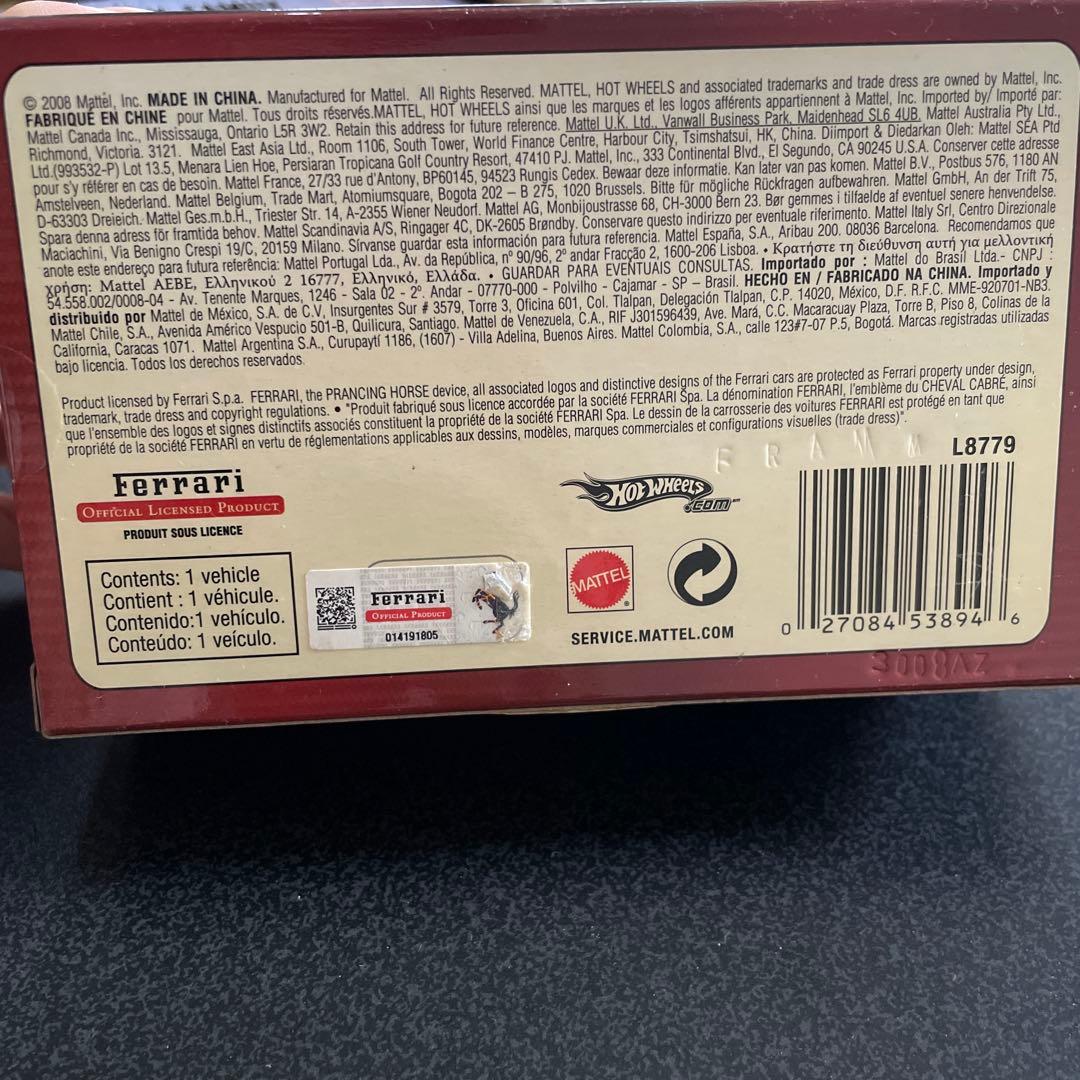 © 2008 Mattel, Inc. MADE IN CHINA. Manufactured for Mattel. All Rights Reserved. MATTEL, HOT WHEELS and associated trademarks and trade dress are owned by Mattel, Inc.
FABRIQUÉ EN CHINE pour Mattel. Tous droits réservés.MATTEL, HOT WHEELS ainsi que les marques et les logos afférents appartiennent à Mattel, Inc. Imported by/ Importé par:
Mattel Canada Inc., Mississauga, Ontario L5R 3W2. Retain this address for future reference. Mattel U.K. Ltd., Vanwall Business Park, Maidenhead SL6 4UB. Mattel Australia Pty Ltd.,
Richmond, Victoria. 3121. Mattel East Asia Ltd., Room 1106, South Tower, World Finance Centre, Harbour City, Tsimshatsui, HK, China. Diimport & Diedarkan Oleh: Mattel SEA Ptd
Ltd.(993532-P) Lot 13.5, Menara Lien Hoe, Persiaran Tropicana Golf Country Resort, 47410 PJ. Mattel, Inc., 333 Continental Blvd., El Segundo, CA 90245 U.S.A. Conserver cette adresse
pour s'y référer en cas de besoin. Mattel France, 27/33 rue d'Antony, BP60145, 94523 Rungis Cedex. Bewaar deze informatie. Kan later van pas komen. Mattel B.V., Postbus 576, 1180 AN
Amstelveen, Nederland. Mattel Belgium, Trade Mart, Atomiumsquare, Bogota 202 – B 275, 1020 Brussels. Bitte für mögliche Rückfragen aufbewahren. Mattel GmbH, An der Trift 75,
D-63303 Dreieich. Mattel Ges.m.b.H., Triester Str. 14, A-2355 Wiener Neudorf. Mattel AG, Monbijoustrasse 68, CH-3000 Bern 23. Bør gemmes i tilfælde af eventuel senere henvendelse.
Spara denna adress för framtida behov. Mattel Scandinavia A/S, Ringager 4C, DK-2605 Brøndby. Conservare questo indirizzo per eventuale riferimento. Mattel Italy Srl, Centro Direzionale
Maciachini, Via Benigno Crespi 19/C, 20159 Milano. Sírvanse guardar esta información para futura referencia. Mattel España, S.A., Aribau 200. 08036 Barcelona. Recomendamos que
anote este endereço para futura referência: Mattel Portugal Lda., Av. da República, nº 90/96, 2º andar Fracção 2, 1600-206 Lisboa. • Κρατήστε τη διεύθυνση αυτή για μελλοντική
χρήση: Mattel ΑΕΒΕ, Ελληνικού 2 16777, Ελληνικό, Ελλάδα. • GUARDAR PARA EVENTUAIS CONSULTAS. Importado por : Mattel do Brasil Ltda.- CNPJ :
54.558.002/0008-04 - Av. Tenente Marques, 1246 - Sala 02 - 2º. Andar - 07770-000 - Polvilho - Cajamar - SP – Brasil. HECHO EN / FABRICADO NA CHINA. Importado y
distribuido por Mattel de México, S.A. de C.V, Insurgentes Sur # 3579, Torre 3, Oficina 601, Col. Tlalpan, Delegación Tlalpan, C.P. 14020, México, D.F. R.F.C. MME-920701-NB3.
Mattel Chile, S.A., Avenida Américo Vespucio 501-B, Quilicura, Santiago. Mattel de Venezuela, C.A., RIF J301596439, Ave. Mará, C.C. Macaracuay Plaza, Torre B, Piso 8, Colinas de la
California, Caracas 1071. Mattel Argentina S.A., Curupaytí 1186, (1607) - Villa Adelina, Buenos Aires. Mattel Colombia, S.A., calle 123#7-07 P.5, Bogotá. Marcas registradas utilizadas
bajo licencia. Todos los derechos reservados.
Product licensed by Ferrari S.p.a. FERRARI, the PRANCING HORSE device, all associated logos and distinctive designs of the Ferrari cars are protected as Ferrari property under design,
trademark, trade dress and copyright regulations. • "Produit fabriqué sous licence accordée par la société FERRARI Spa. La dénomination FERRARI, l'emblème du CHEVAL CABRÉ, ainsi
que l'ensemble des logos et signes distinctifs associés constituent la propriété de la société FERRARI Spa. Le dessin de la carrosserie des voitures FERRARI est protégé en tant que
propriété de la société FERRARI en vertu de réglementations applicables aux dessins, modèles, marques commerciales et configurations visuelles (trade dress)".
L8779
Ferrari
OFFICIAL LICENSED PRODUCT
PRODUIT SOUS LICENCE
HOT WHEELS
.COM
Contents: 1 vehicle
Contient : 1 véhicule.
Contenido:1 vehículo.
Conteúdo: 1 veículo.
Ferrari
OFFICIAL PRODUCT
014191805
MATTEL
SERVICE.MATTEL.COM
0 27084 53894 6